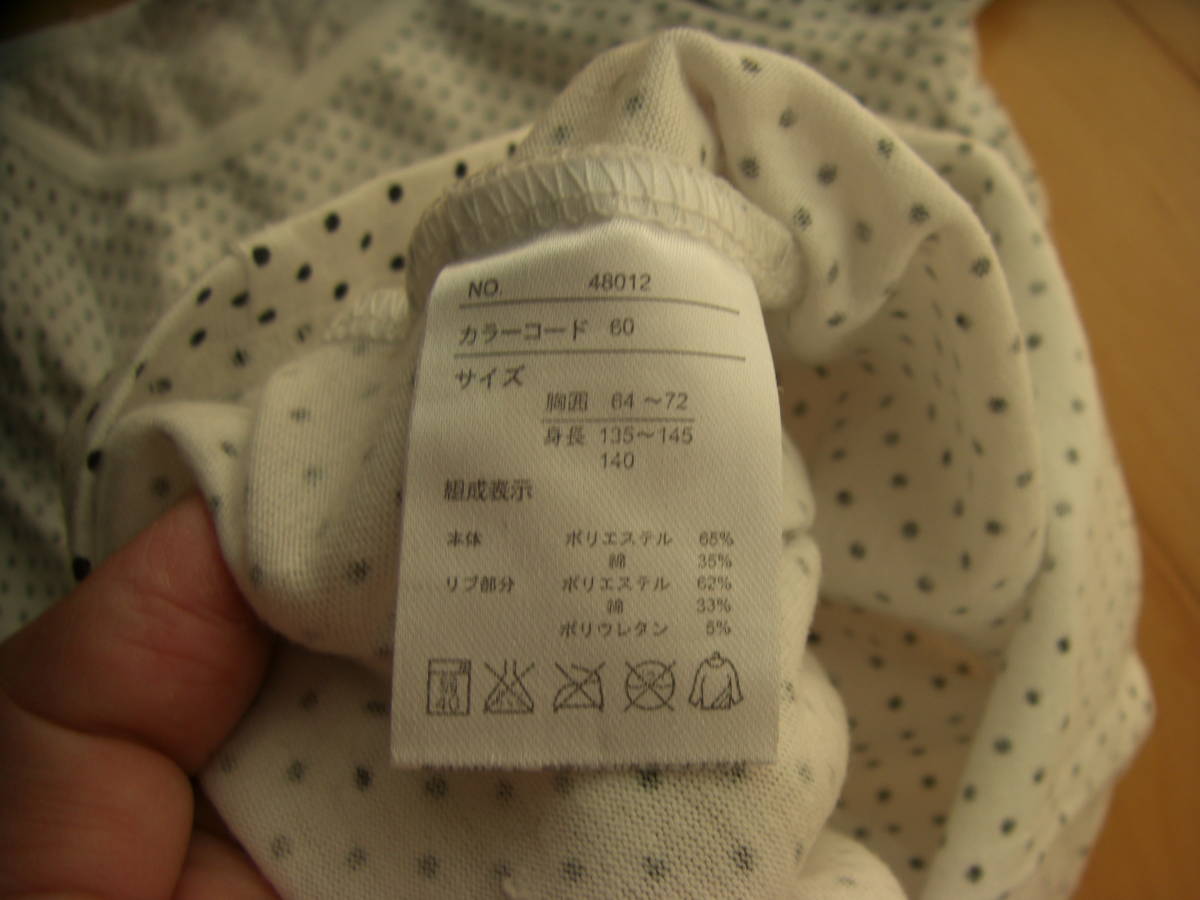 NO. 48012
カラーコード 60
サイズ
胸囲 64～72
身長 135～145
140
組成表示
本体 ポリエステル 65%
綿 35%
リブ部分 ポリエステル 62%
綿 33%
ポリウレタン 5%
40